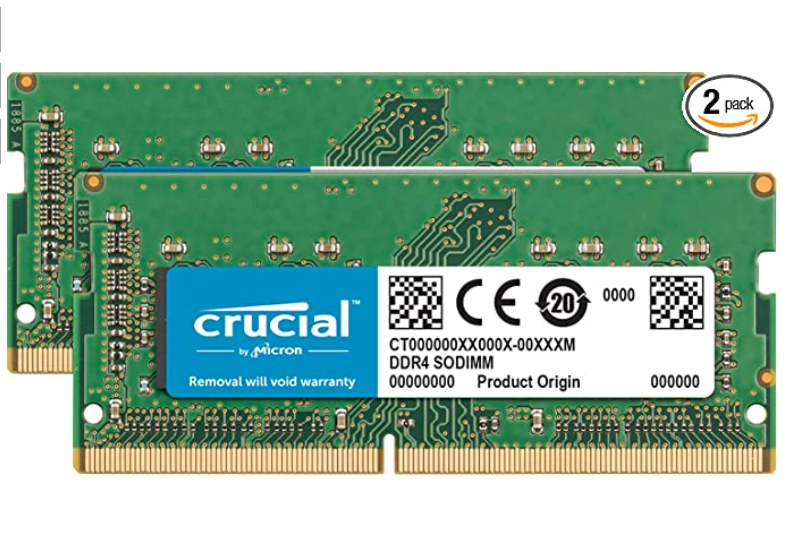 1885 A
2 pack
1885 A
crucial™
by Micron
Removal will void warranty
CE 20 0000
CT000000XX000X-00XXXM
DDR4 SODIMM
00000000 Product Origin 000000